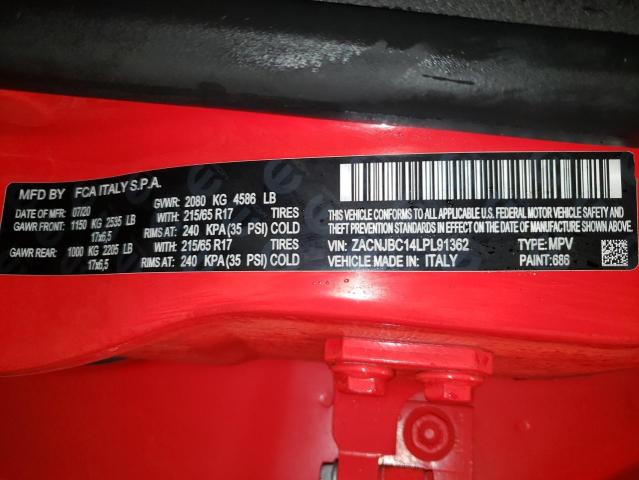 MFD BY FCA ITALY S.P.A.
DATE OF MFR: 07/20 GVWR: 2080 KG 4586 LB
GAWR FRONT: 1150 KG 2535 LB WITH: 215/65 R17 TIRES
17x6,5 RIMS AT: 240 KPA (35 PSI) COLD
GAWR REAR: 1000 KG 2205 LB WITH: 215/65 R17 TIRES
17x6,5 RIMS AT: 240 KPA (35 PSI) COLD
THIS VEHICLE CONFORMS TO ALL APPLICABLE U.S. FEDERAL MOTOR VEHICLE SAFETY AND
THEFT PREVENTION STANDARDS IN EFFECT ON THE DATE OF MANUFACTURE SHOWN ABOVE.
VIN: ZACNJBC14LPL91362 TYPE: MPV
VEHICLE MADE IN: ITALY PAINT: 686